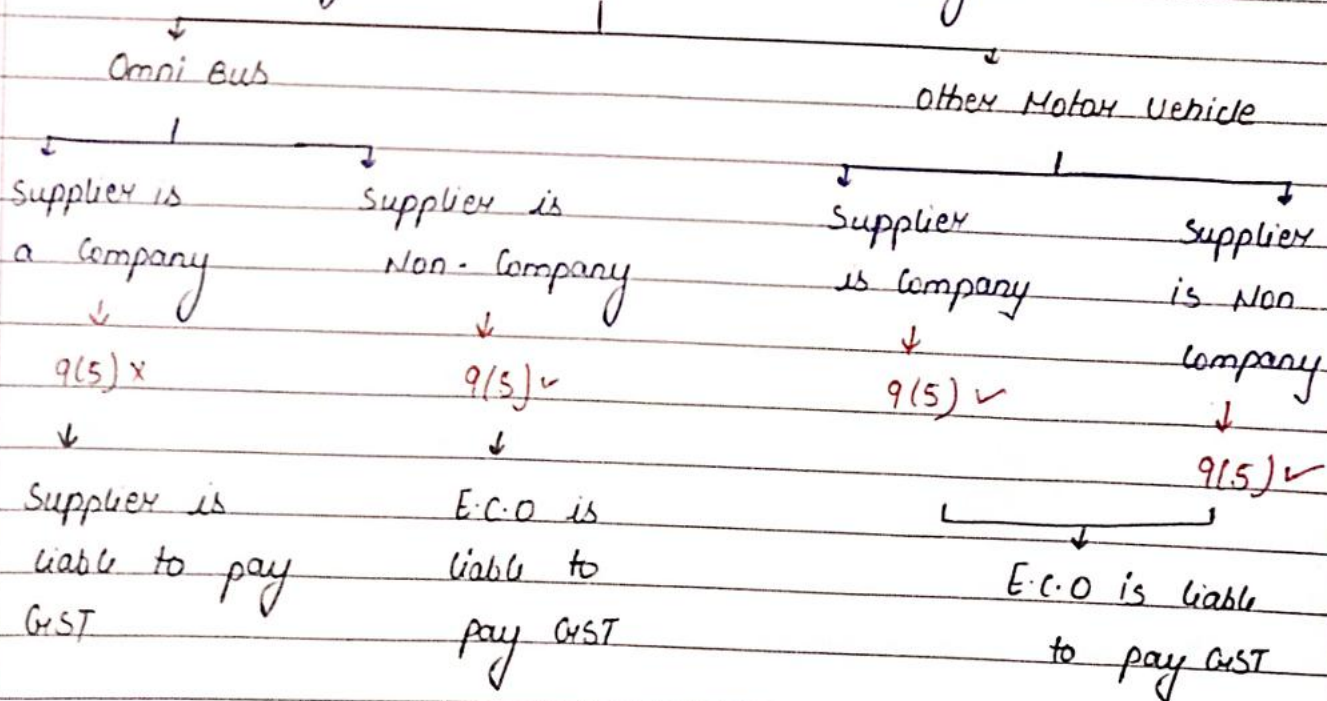 Omni Bus
Other Motor Vehicle
Supplier is
a Company
↓
9(5) ×
↓
Supplier is
liable to pay
GST
Supplier is
Non - Company
↓
9(5) ✓
↓
E.C.O is
liable to
pay GST
Supplier
is Company
↓
9(5) ✓
Supplier
is Non
Company
↓
9(5) ✓
E.C.O is liable
to pay GST